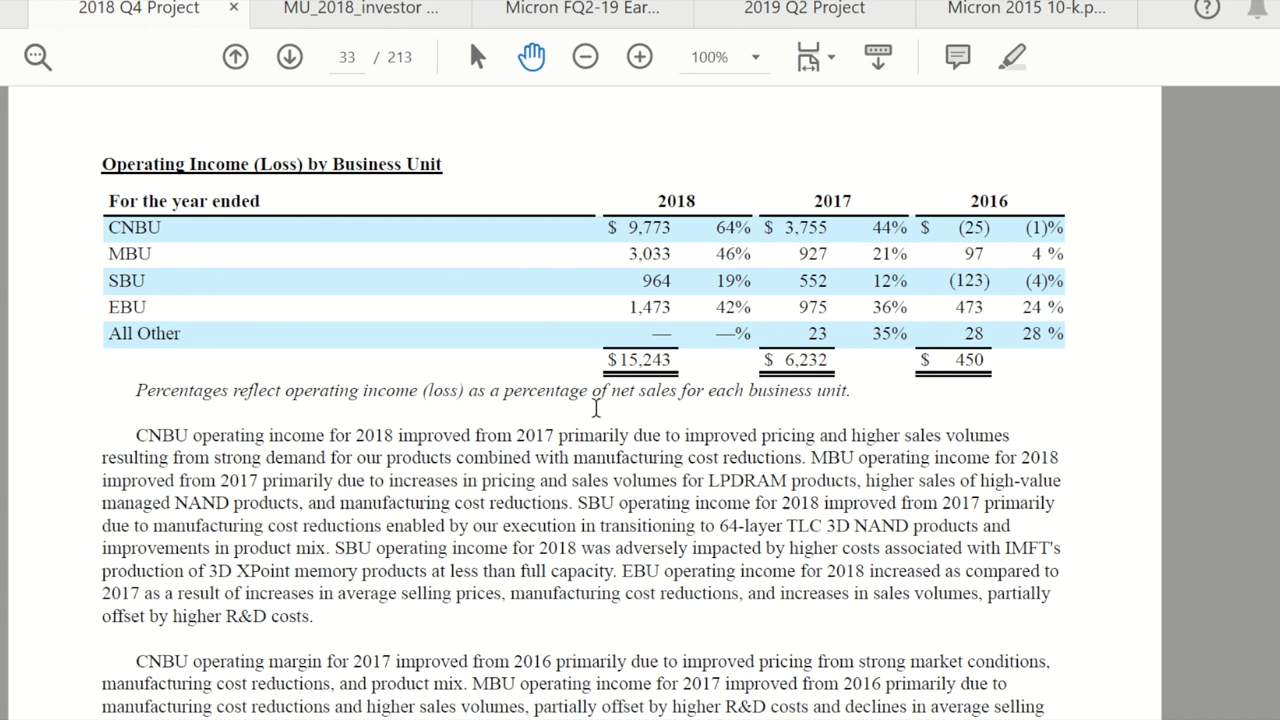 2018 Q4 Project × MU_2018_investor ... Micron FQ2-19 Ear... 2019 Q2 Project Micron 2015 10-k.p...
33 / 213 100%
Operating Income (Loss) by Business Unit
For the year ended 2018 2017 2016
CNBU $ 9,773 64% $ 3,755 44% $ (25) (1)%
MBU 3,033 46% 927 21% 97 4 %
SBU 964 19% 552 12% (123) (4)%
EBU 1,473 42% 975 36% 473 24 %
All Other — —% 23 35% 28 28 %
$ 15,243 $ 6,232 $ 450
Percentages reflect operating income (loss) as a percentage of net sales for each business unit.
CNBU operating income for 2018 improved from 2017 primarily due to improved pricing and higher sales volumes
resulting from strong demand for our products combined with manufacturing cost reductions. MBU operating income for 2018
improved from 2017 primarily due to increases in pricing and sales volumes for LPDRAM products, higher sales of high-value
managed NAND products, and manufacturing cost reductions. SBU operating income for 2018 improved from 2017 primarily
due to manufacturing cost reductions enabled by our execution in transitioning to 64-layer TLC 3D NAND products and
improvements in product mix. SBU operating income for 2018 was adversely impacted by higher costs associated with IMFT's
production of 3D XPoint memory products at less than full capacity. EBU operating income for 2018 increased as compared to
2017 as a result of increases in average selling prices, manufacturing cost reductions, and increases in sales volumes, partially
offset by higher R&D costs.
CNBU operating margin for 2017 improved from 2016 primarily due to improved pricing from strong market conditions,
manufacturing cost reductions, and product mix. MBU operating income for 2017 improved from 2016 primarily due to
manufacturing cost reductions and higher sales volumes, partially offset by higher R&D costs and declines in average selling